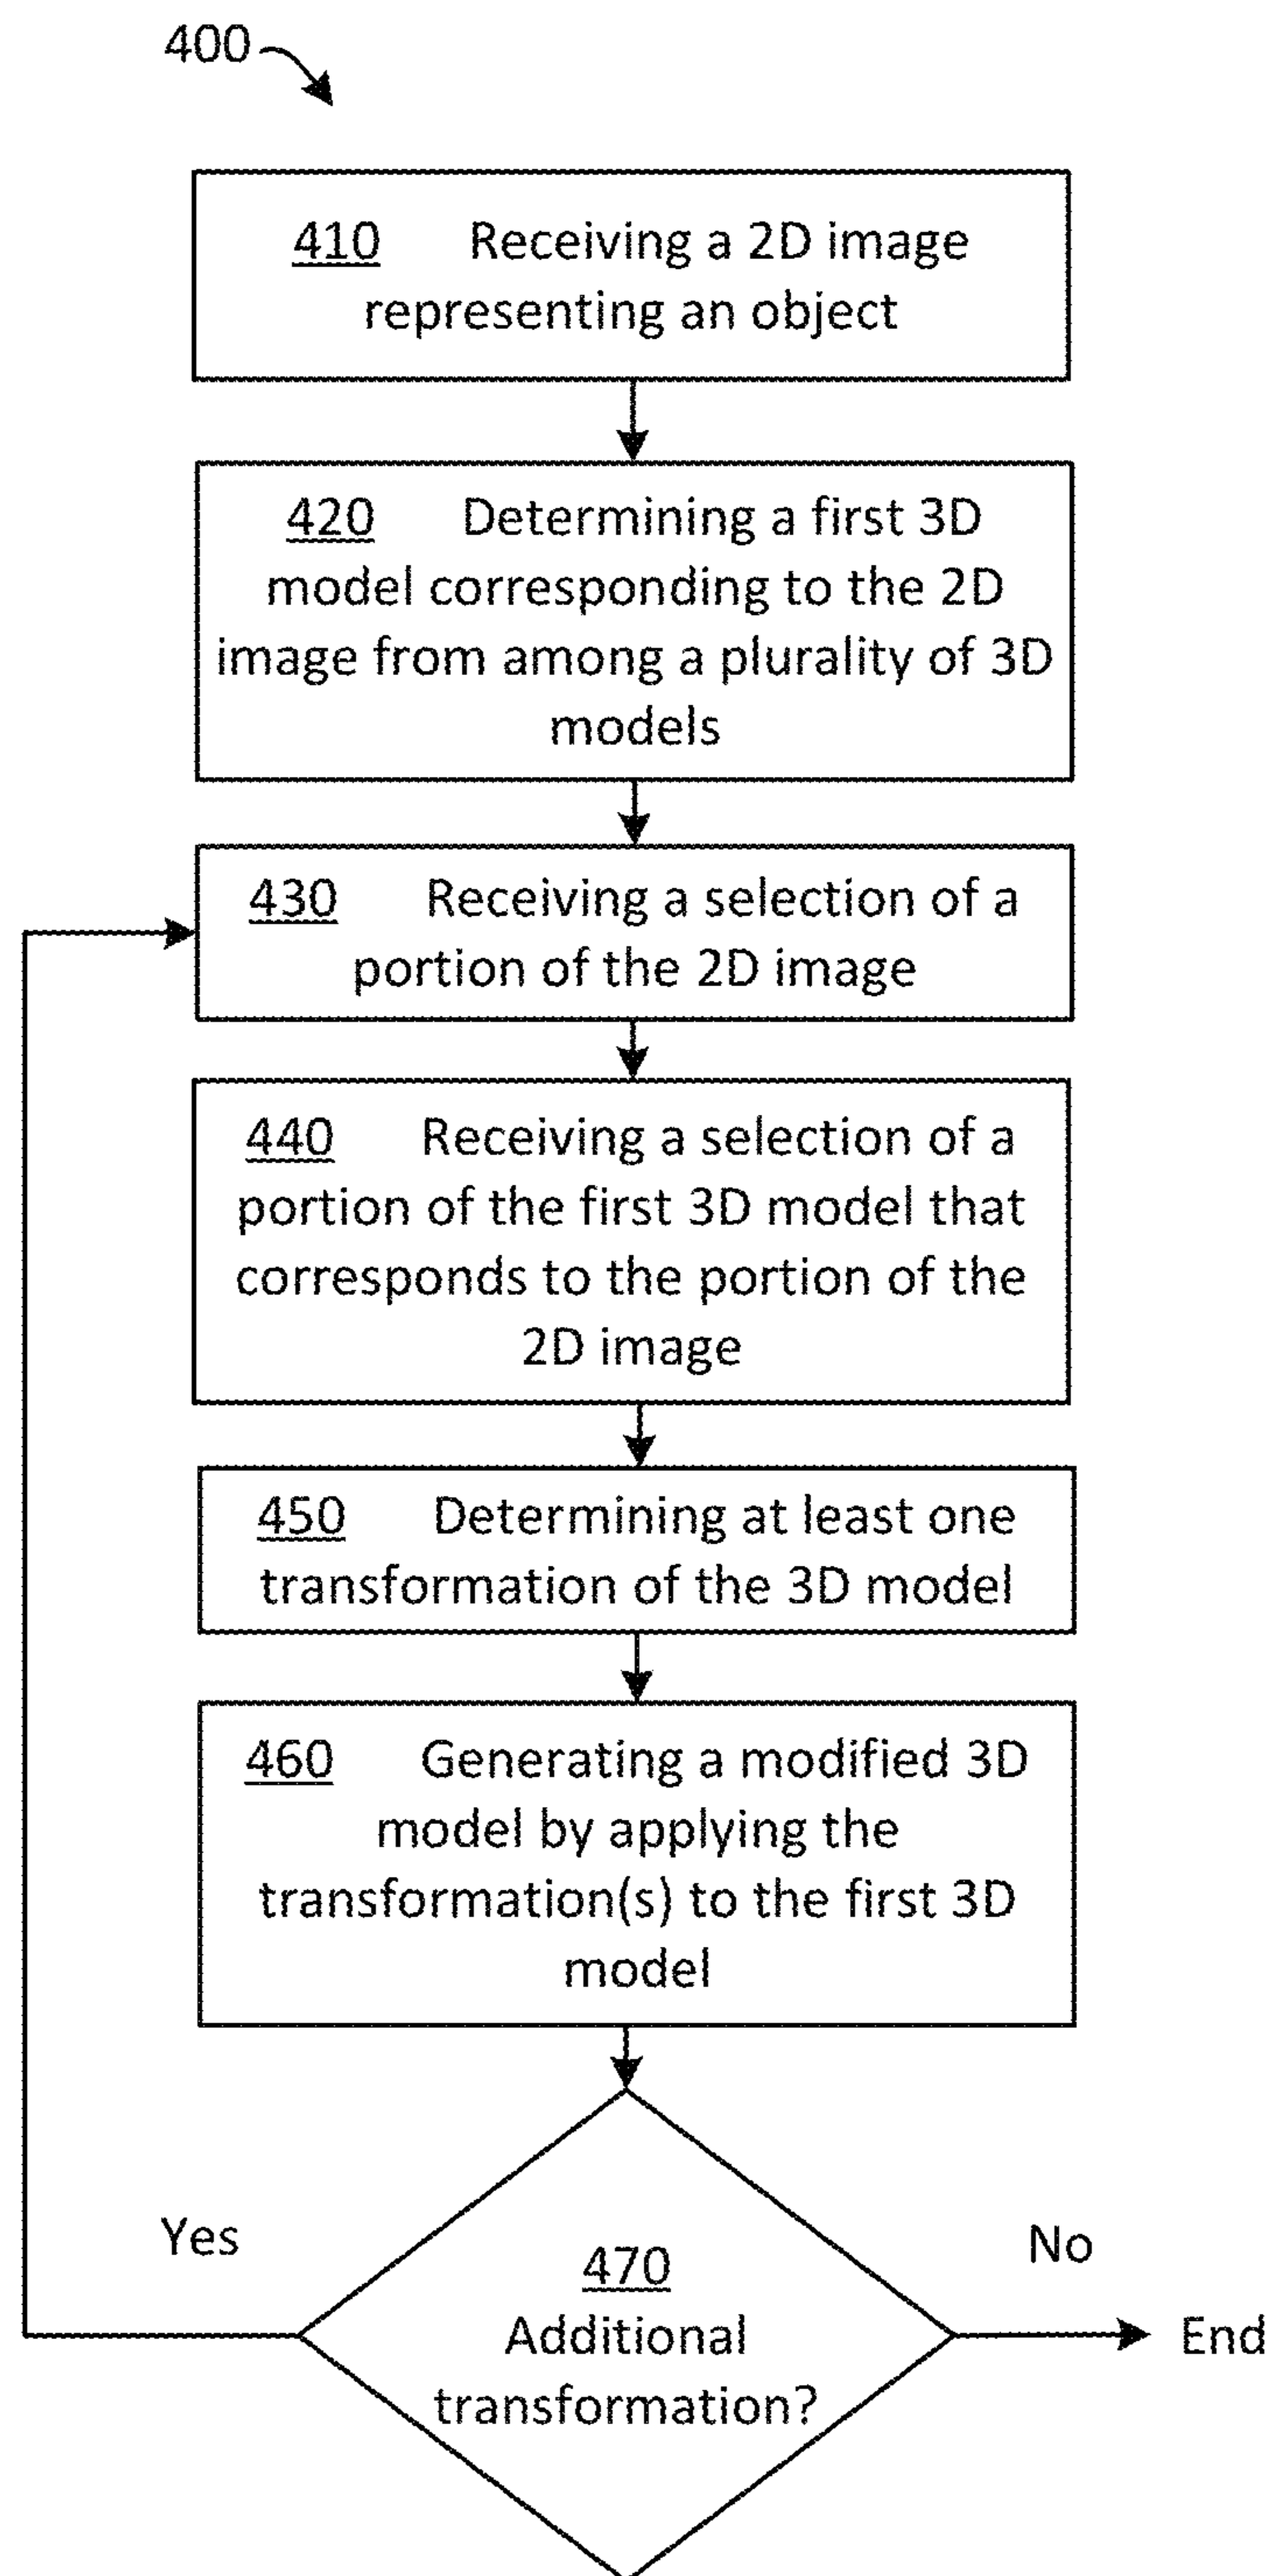 400
410 Receiving a 2D image
representing an object
420 Determining a first 3D
model corresponding to the 2D
image from among a plurality of 3D
models
430 Receiving a selection of a
portion of the 2D image
440 Receiving a selection of a
portion of the first 3D model that
corresponds to the portion of the
2D image
450 Determining at least one
transformation of the 3D model
460 Generating a modified 3D
model by applying the
transformation(s) to the first 3D
model
Yes
No
470
Additional
transformation?
End